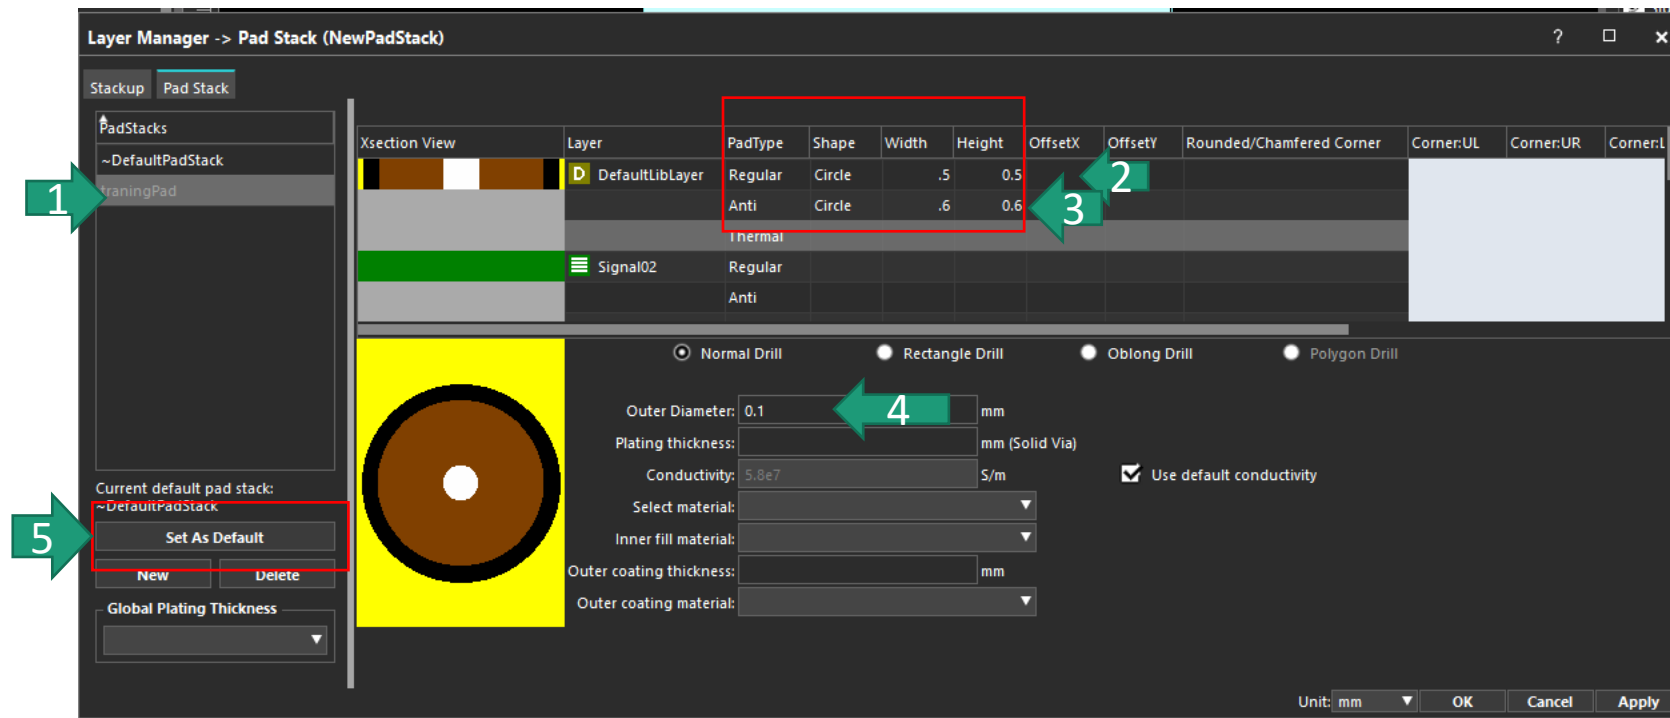 Layer Manager -> Pad Stack (NewPadStack)
?
Stackup Pad Stack
PadStacks
~DefaultPadStack
traningPad
1
Xsection View Layer PadType Shape Width Height OffsetX OffsetY Rounded/Chamfered Corner Corner:UL Corner:UR Corner:L
D DefaultLibLayer Regular Circle .5 0.5
2
Anti Circle .6 0.6
3
Thermal
Signal02 Regular
Anti
Normal Drill Rectangle Drill Oblong Drill Polygon Drill
Outer Diameter: 0.1 mm
4
Plating thickness: mm (Solid Via)
Conductivity: 5.8e7 S/m Use default conductivity
Select material:
Inner fill material:
Outer coating thickness: mm
Outer coating material:
Current default pad stack:
~DefaultPadStack
Set As Default
5
New Delete
Global Plating Thickness
Unit: mm OK Cancel Apply